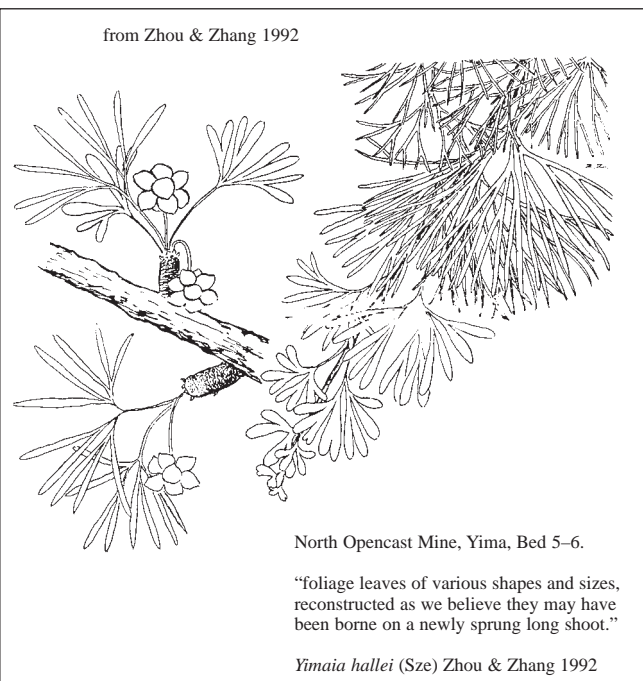 from Zhou & Zhang 1992
North Opencast Mine, Yima, Bed 5–6.
“foliage leaves of various shapes and sizes,
reconstructed as we believe they may have
been borne on a newly sprung long shoot.”
Yimaia hallei (Sze) Zhou & Zhang 1992